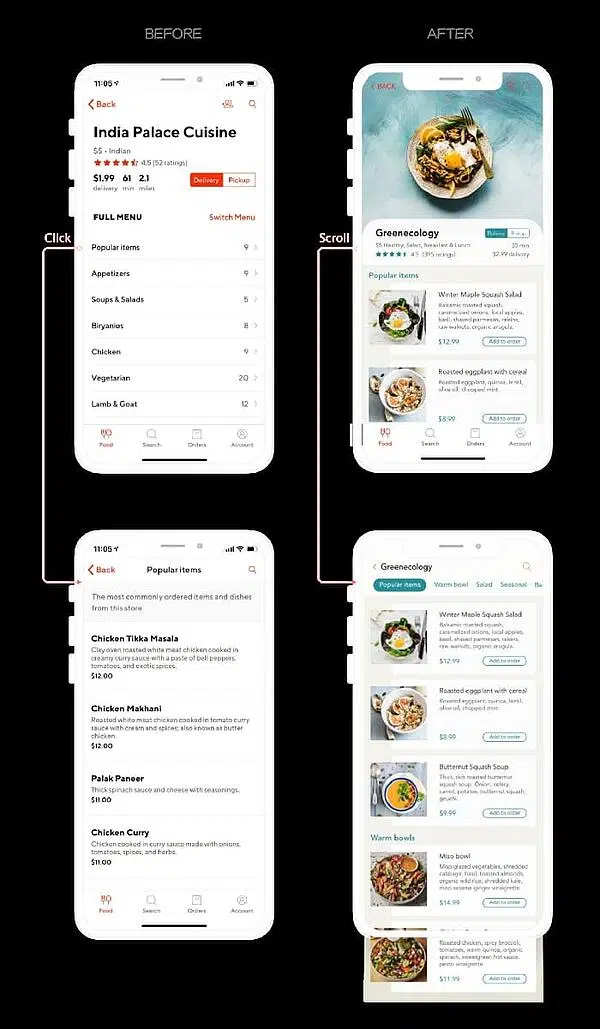 BEFORE
AFTER
11:05
Back
India Palace Cuisine
$$ • Indian
4.5 (52 ratings)
$1.99 61 2.1
delivery min miles
Delivery Pickup
FULL MENU Switch Menu
Click
Popular items 9
Appetizers 9
Soups & Salads 5
Biryanios 8
Chicken 9
Vegetarian 20
Lamb & Goat 12
Food Search Orders Account
BACK
Greenecology
Delivery Pickup
$$ Healthy, Salad, Breakfast & Lunch 35 min
4.5 (395 ratings) $2.99 delivery
Scroll
Popular items
Winter Maple Squash Salad
Balsamic roasted squash,
caramelized onions, local apples,
basil, shaved parmesan, raisins,
raw walnuts, organic arugula.
$12.99 Add to order
Roasted eggplant with cereal
Roasted eggplant, quinoa, lentil,
olive oil, chopped mint.
$8.99 Add to order
Food Search Orders Account
11:05
Back Popular items
The most commonly ordered items and dishes
from this store
Chicken Tikka Masala
Clay oven roasted white meat chicken cooked in
creamy curry sauce with a paste of bell peppers,
tomatoes, and exotic spices.
$12.00
Chicken Makhani
Roasted white meat chicken cooked in tomato curry
sauce with cream and spices; also known as butter
chicken.
$12.00
Palak Paneer
Thick spinach sauce and cheese with seasonings.
$11.00
Chicken Curry
Chicken cooked in curry sauce made with onions,
tomatoes, spices, and herbs.
$11.00
Food Search Orders Account
Greenecology
Popular items Warm bowl Salad Seasonal
Winter Maple Squash Salad
Balsamic roasted squash,
caramelized onions, local apples,
basil, shaved parmesan, raisins,
raw walnuts, organic arugula.
$12.99 Add to order
Roasted eggplant with cereal
Roasted eggplant, quinoa, lentil,
olive oil, chopped mint.
$8.99 Add to order
Butternut Squash Soup
Thick, rich roasted butternut
squash soup. Onion, celery,
carrot, potatos, butternut squash,
$9.99 Add to order
Warm bowls
Miso bowl
Miso-glazed vegetables, shredded
cabbage, basil, toasted almonds,
organic wild rice, shredded kale,
miso sesame ginger vinaigrette.
$14.99 Add to order
Roasted chicken, spicy broccoli,
tomatoes, warm quinoa, organic
spinach, sweetgreen hot sauce,
pesto vinaigrette
$11.99 Add to order